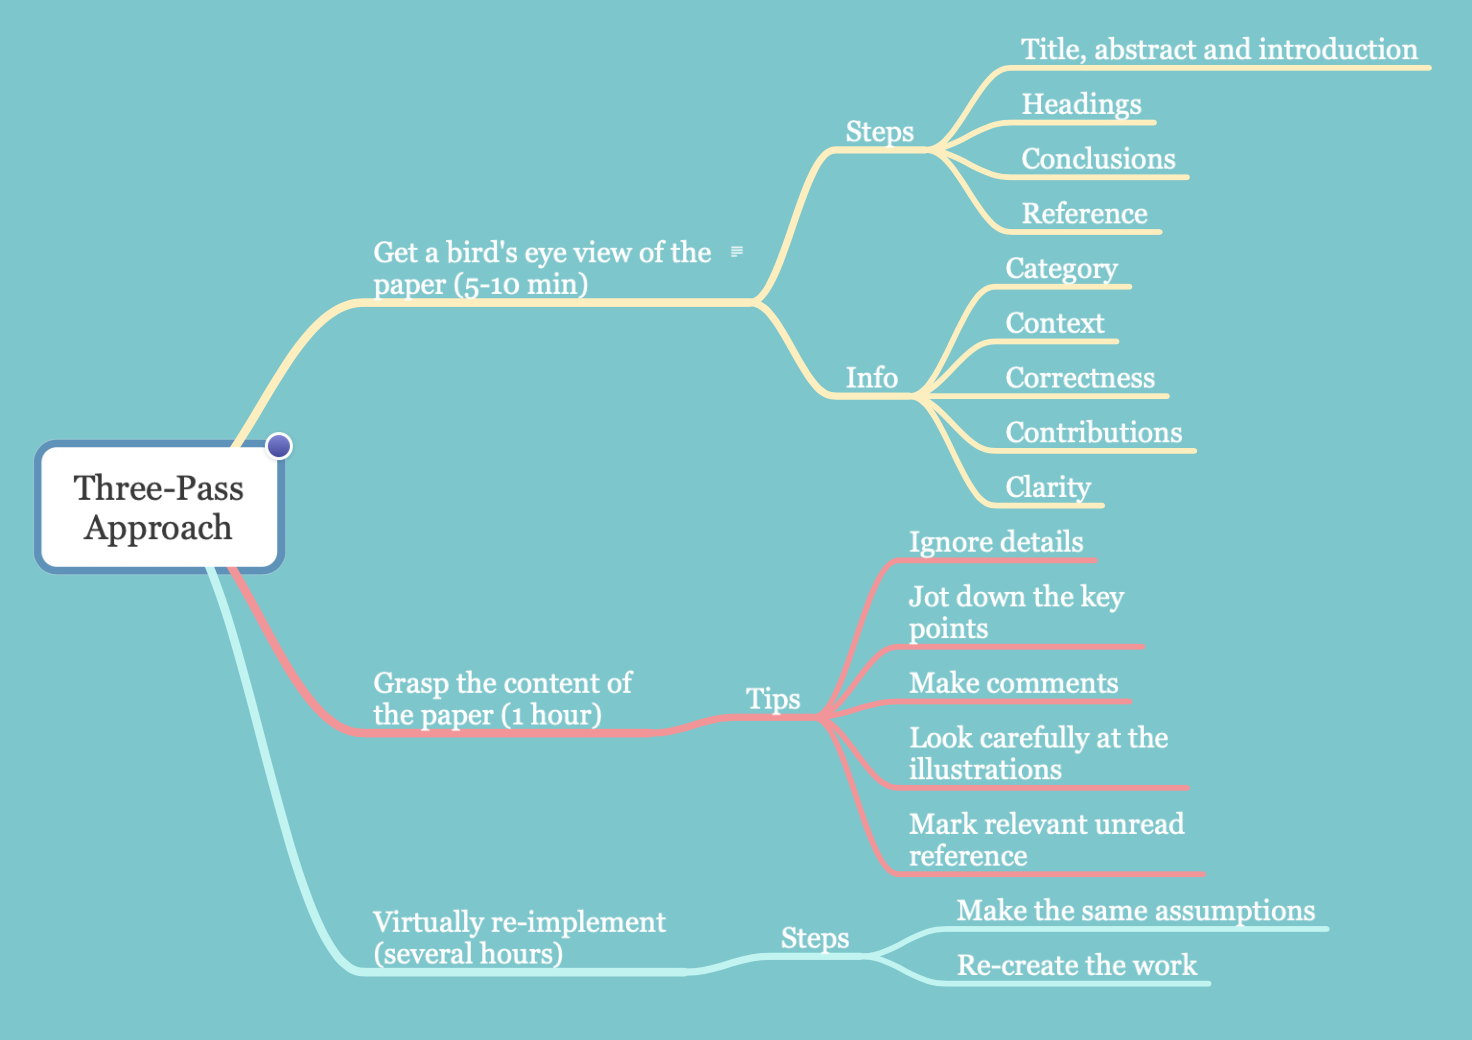 Three-Pass
Approach
Get a bird's eye view of the
paper (5-10 min)
Steps
Title, abstract and introduction
Headings
Conclusions
Reference
Info
Category
Context
Correctness
Contributions
Clarity
Grasp the content of
the paper (1 hour)
Tips
Ignore details
Jot down the key
points
Make comments
Look carefully at the
illustrations
Mark relevant unread
reference
Virtually re-implement
(several hours)
Steps
Make the same assumptions
Re-create the work